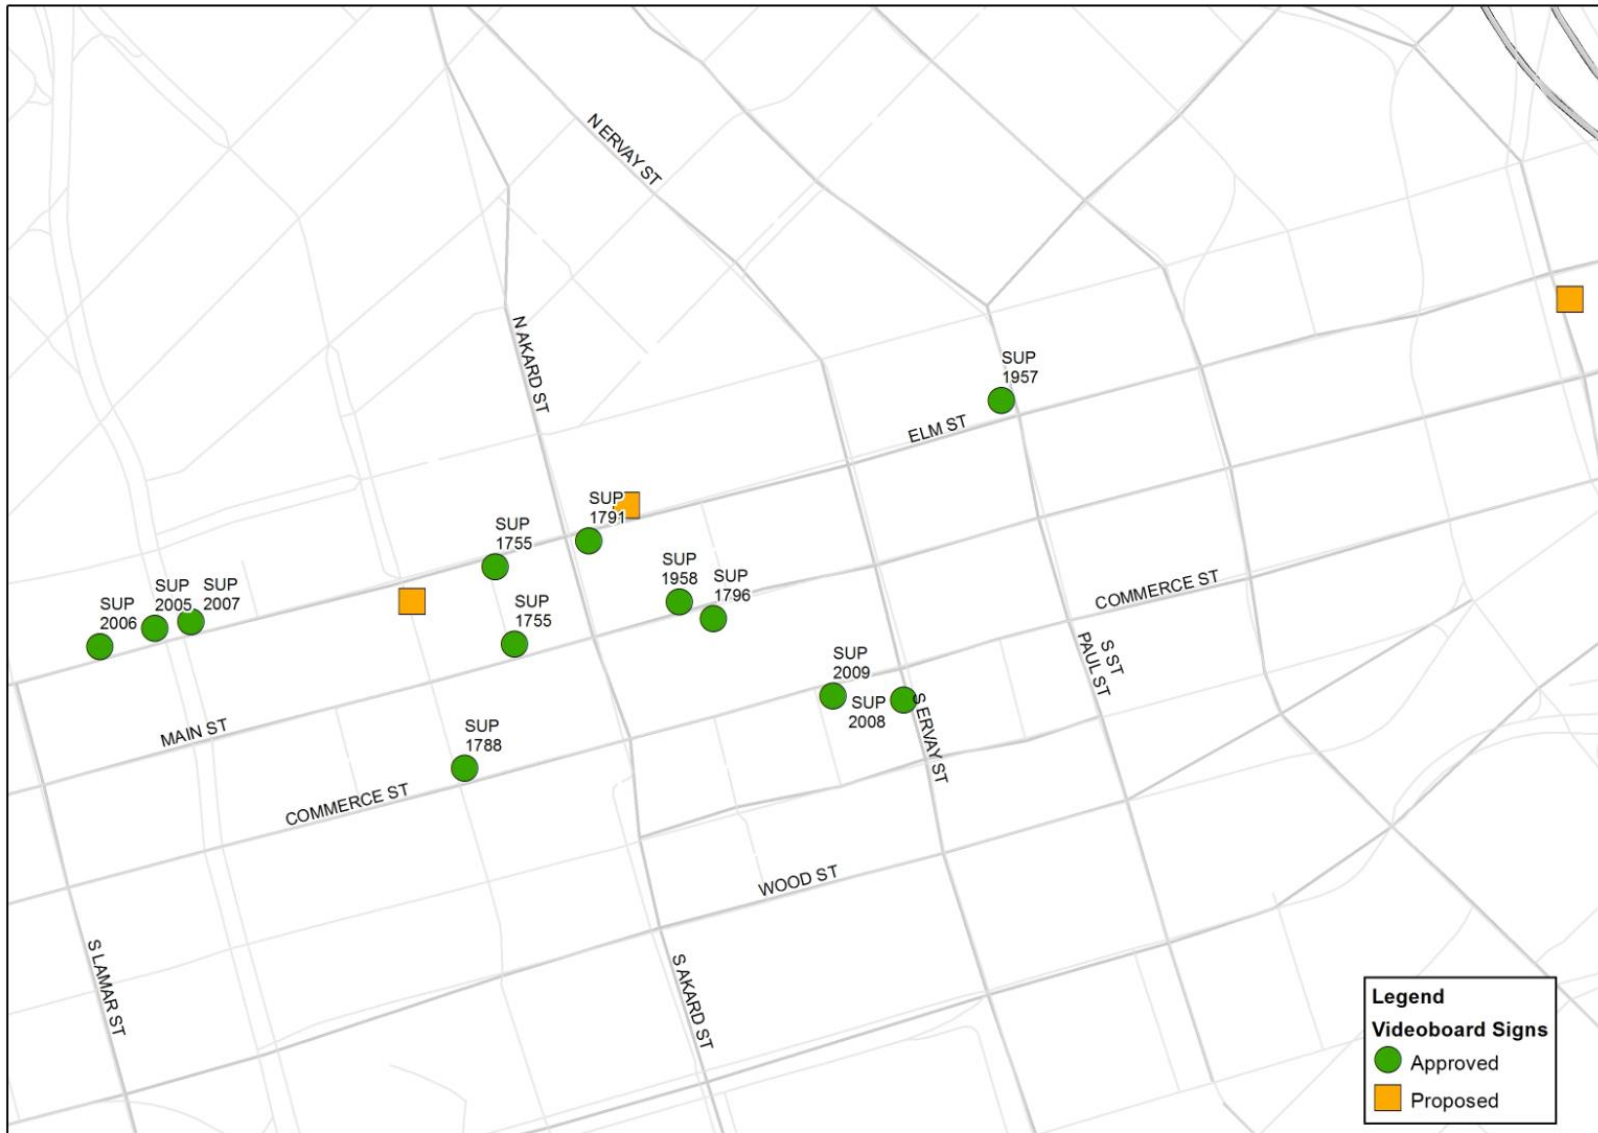 N ERVAY ST
N AKARD ST
SUP
1957
ELM ST
SUP
1791
SUP
1755
SUP
1958
SUP
1796
SUP
2007
SUP
2005
SUP
2006
SUP
1755
COMMERCE ST
S ST
PAUL ST
SUP
2009
SUP
2008
S ERVAY ST
MAIN ST
SUP
1788
COMMERCE ST
WOOD ST
S LAMAR ST
S AKARD ST
Legend
Videoboard Signs
Approved
Proposed